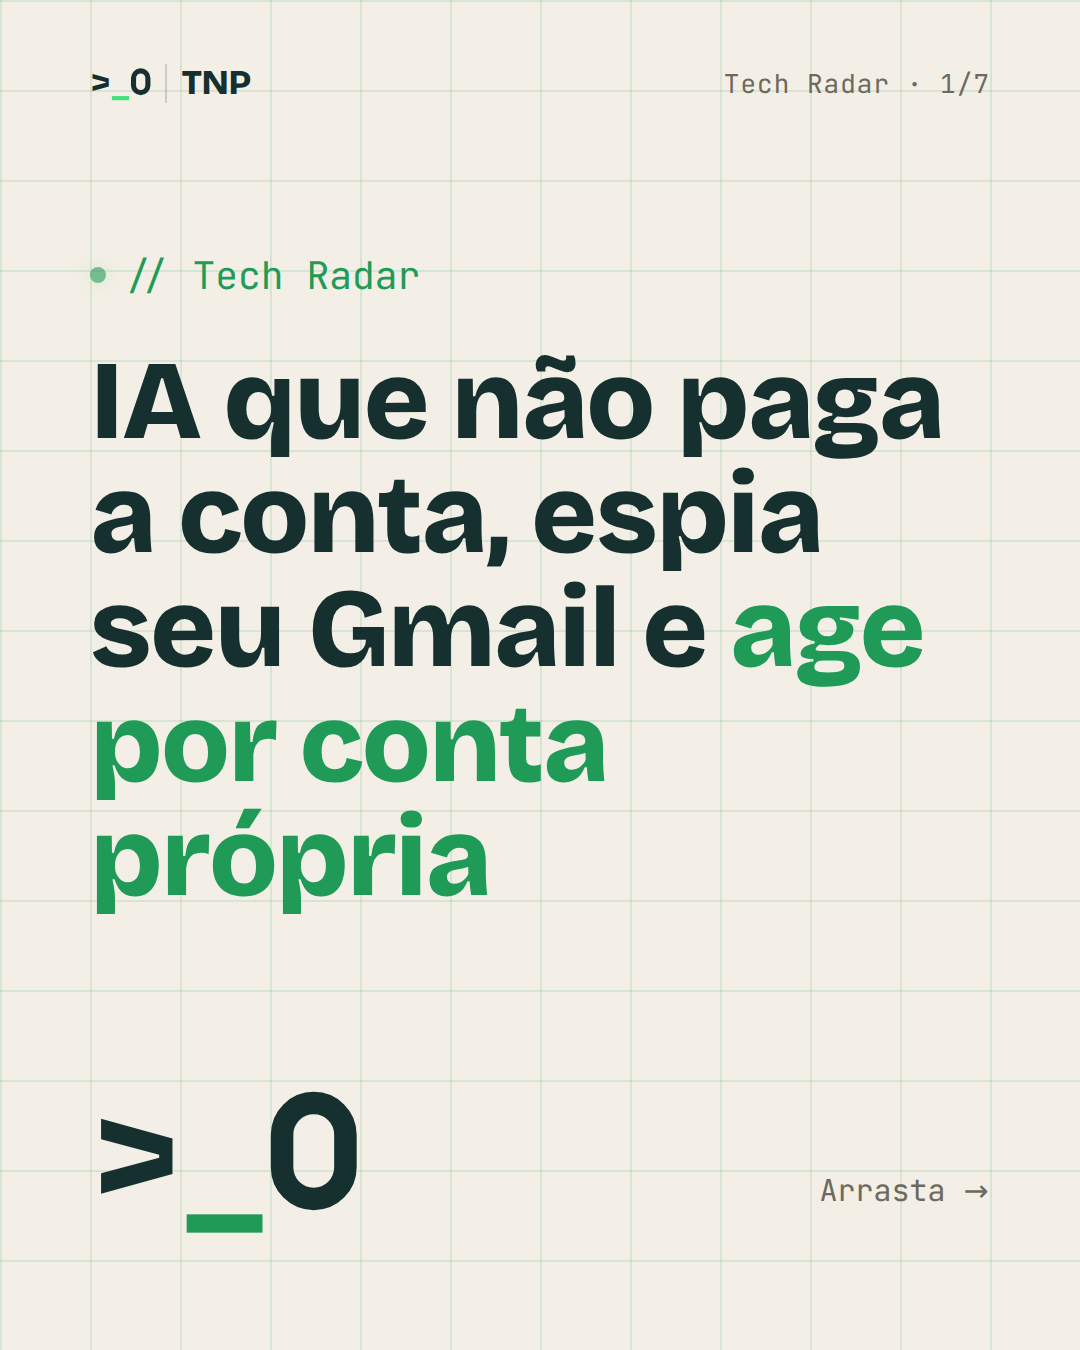 >_0 | TNP
Tech Radar · 1/7
// Tech Radar
IA que não paga
a conta, espia
seu Gmail e age
por conta
própria
>_0
Arrasta →